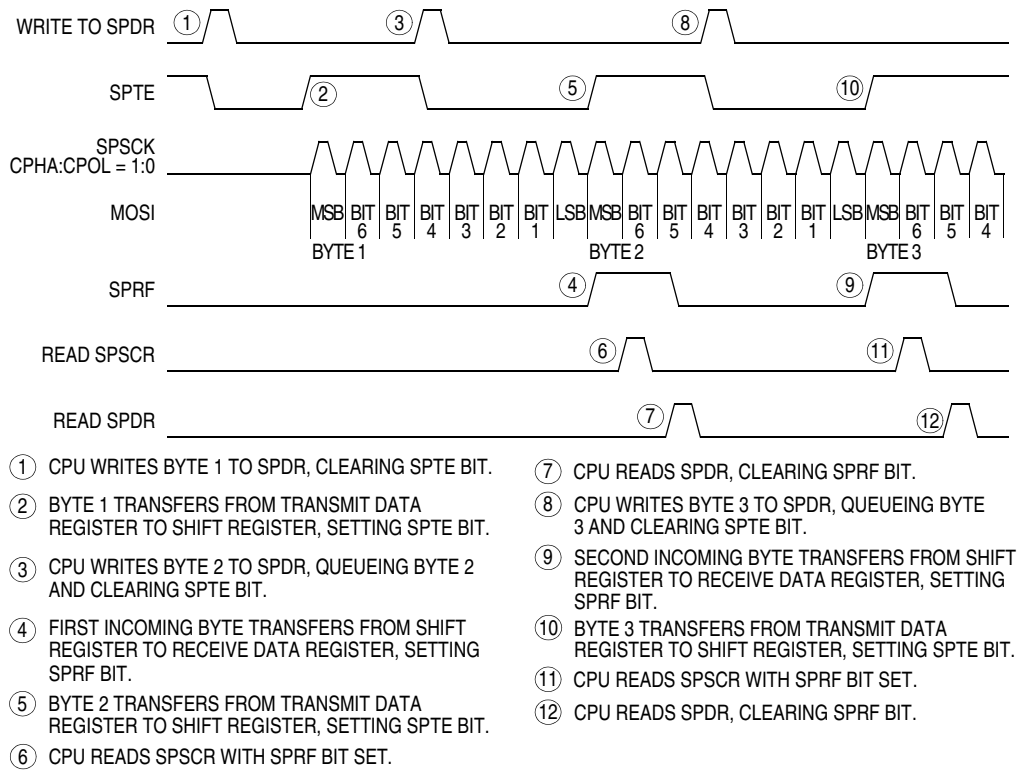 WRITE TO SPDR
1
3
8
SPTE
2
5
10
SPSCK
CPHA:CPOL = 1:0
MOSI
MSB BIT BIT BIT BIT BIT BIT LSB MSB BIT BIT BIT BIT BIT BIT LSB MSB BIT BIT BIT
6 5 4 3 2 1 6 5 4 3 2 1 6 5 4
BYTE 1 BYTE 2 BYTE 3
SPRF
4
9
READ SPSCR
6
11
READ SPDR
7
12
1 CPU WRITES BYTE 1 TO SPDR, CLEARING SPTE BIT.
2 BYTE 1 TRANSFERS FROM TRANSMIT DATA
REGISTER TO SHIFT REGISTER, SETTING SPTE BIT.
3 CPU WRITES BYTE 2 TO SPDR, QUEUEING BYTE 2
AND CLEARING SPTE BIT.
4 FIRST INCOMING BYTE TRANSFERS FROM SHIFT
REGISTER TO RECEIVE DATA REGISTER, SETTING
SPRF BIT.
5 BYTE 2 TRANSFERS FROM TRANSMIT DATA
REGISTER TO SHIFT REGISTER, SETTING SPTE BIT.
6 CPU READS SPSCR WITH SPRF BIT SET.
7 CPU READS SPDR, CLEARING SPRF BIT.
8 CPU WRITES BYTE 3 TO SPDR, QUEUEING BYTE
3 AND CLEARING SPTE BIT.
9 SECOND INCOMING BYTE TRANSFERS FROM SHIFT
REGISTER TO RECEIVE DATA REGISTER, SETTING
SPRF BIT.
10 BYTE 3 TRANSFERS FROM TRANSMIT DATA
REGISTER TO SHIFT REGISTER, SETTING SPTE BIT.
11 CPU READS SPSCR WITH SPRF BIT SET.
12 CPU READS SPDR, CLEARING SPRF BIT.